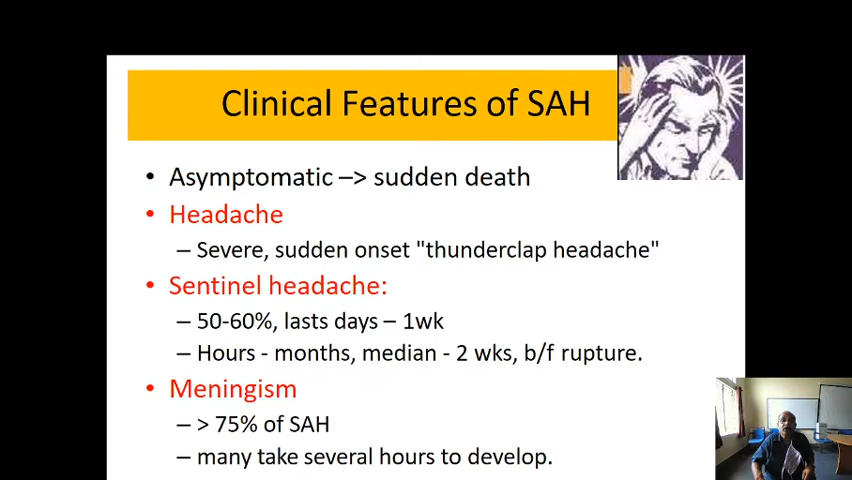 Clinical Features of SAH
• Asymptomatic –> sudden death
• Headache
– Severe, sudden onset "thunderclap headache"
• Sentinel headache:
– 50-60%, lasts days – 1wk
– Hours - months, median - 2 wks, b/f rupture.
• Meningism
– > 75% of SAH
– many take several hours to develop.